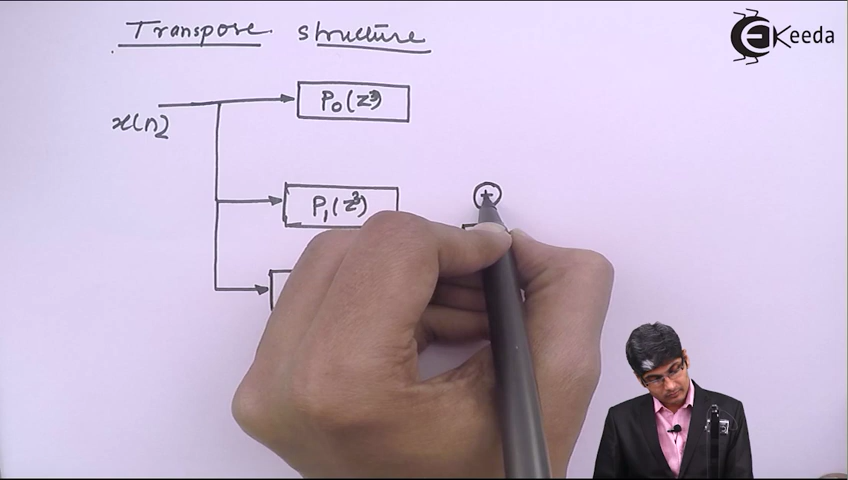 Transpose structure
EKeeda
P₀(z³)
x(n)
P₁(z³)
+